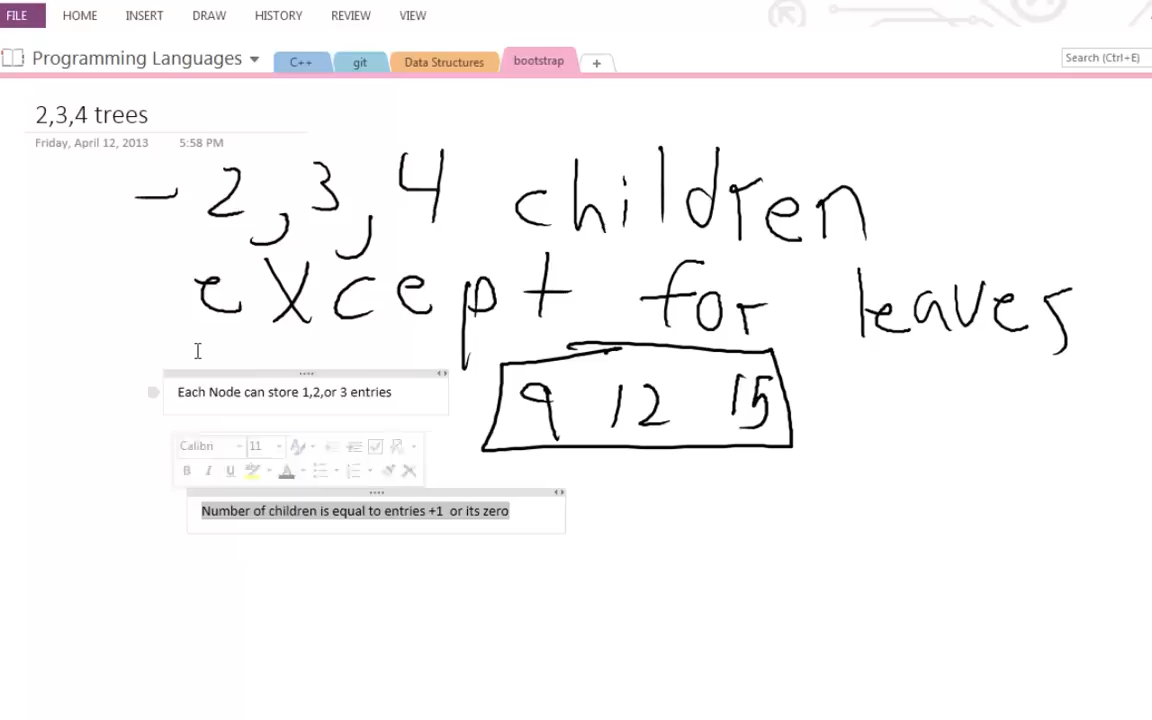 FILE HOME INSERT DRAW HISTORY REVIEW VIEW
Programming Languages C++ git Data Structures bootstrap + Search (Ctrl+E)
2,3,4 trees
Friday, April 12, 2013 5:58 PM
- 2,3,4 children
except for leaves
9 12 15
Each Node can store 1,2,or 3 entries
Calibri 11
B I U A
Number of children is equal to entries +1 or its zero